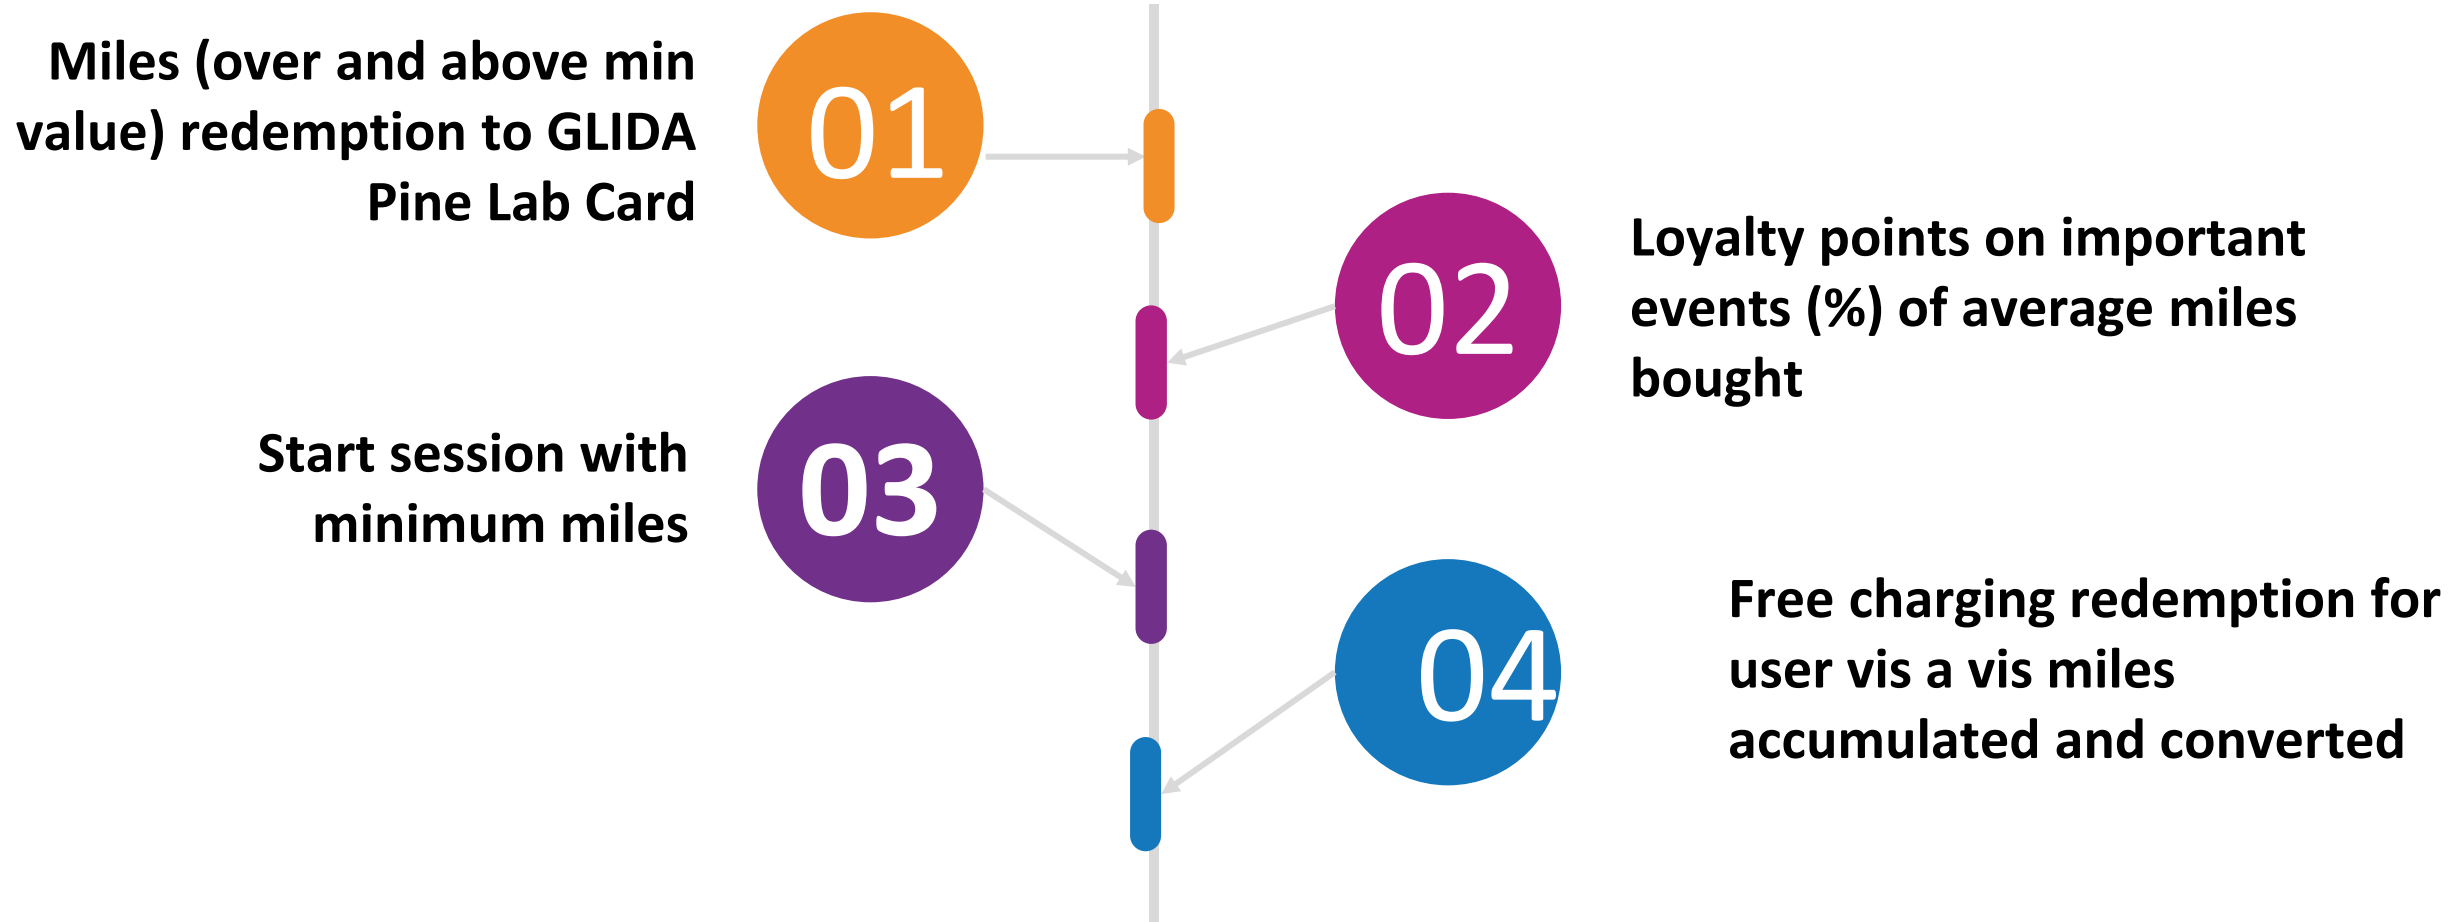 Miles (over and above min
value) redemption to GLIDA
Pine Lab Card
01
02
Loyalty points on important
events (%) of average miles
bought
03
Start session with
minimum miles
04
Free charging redemption for
user vis a vis miles
accumulated and converted